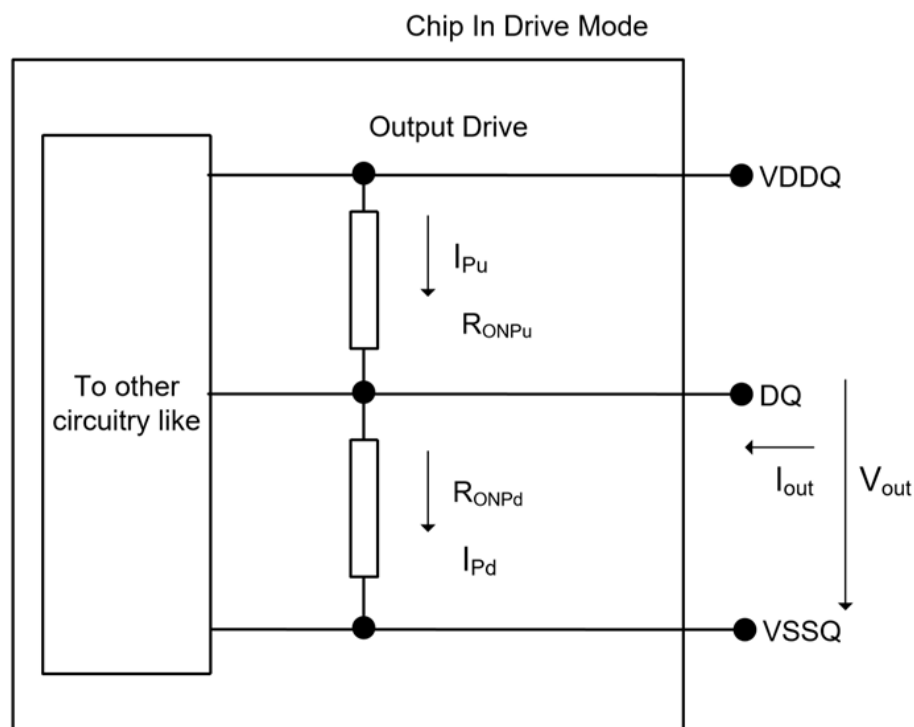 Chip In Drive Mode
Output Drive
VDDQ
IPu
RONPu
To other
circuitry like
DQ
Iout
Vout
RONPd
IPd
VSSQ